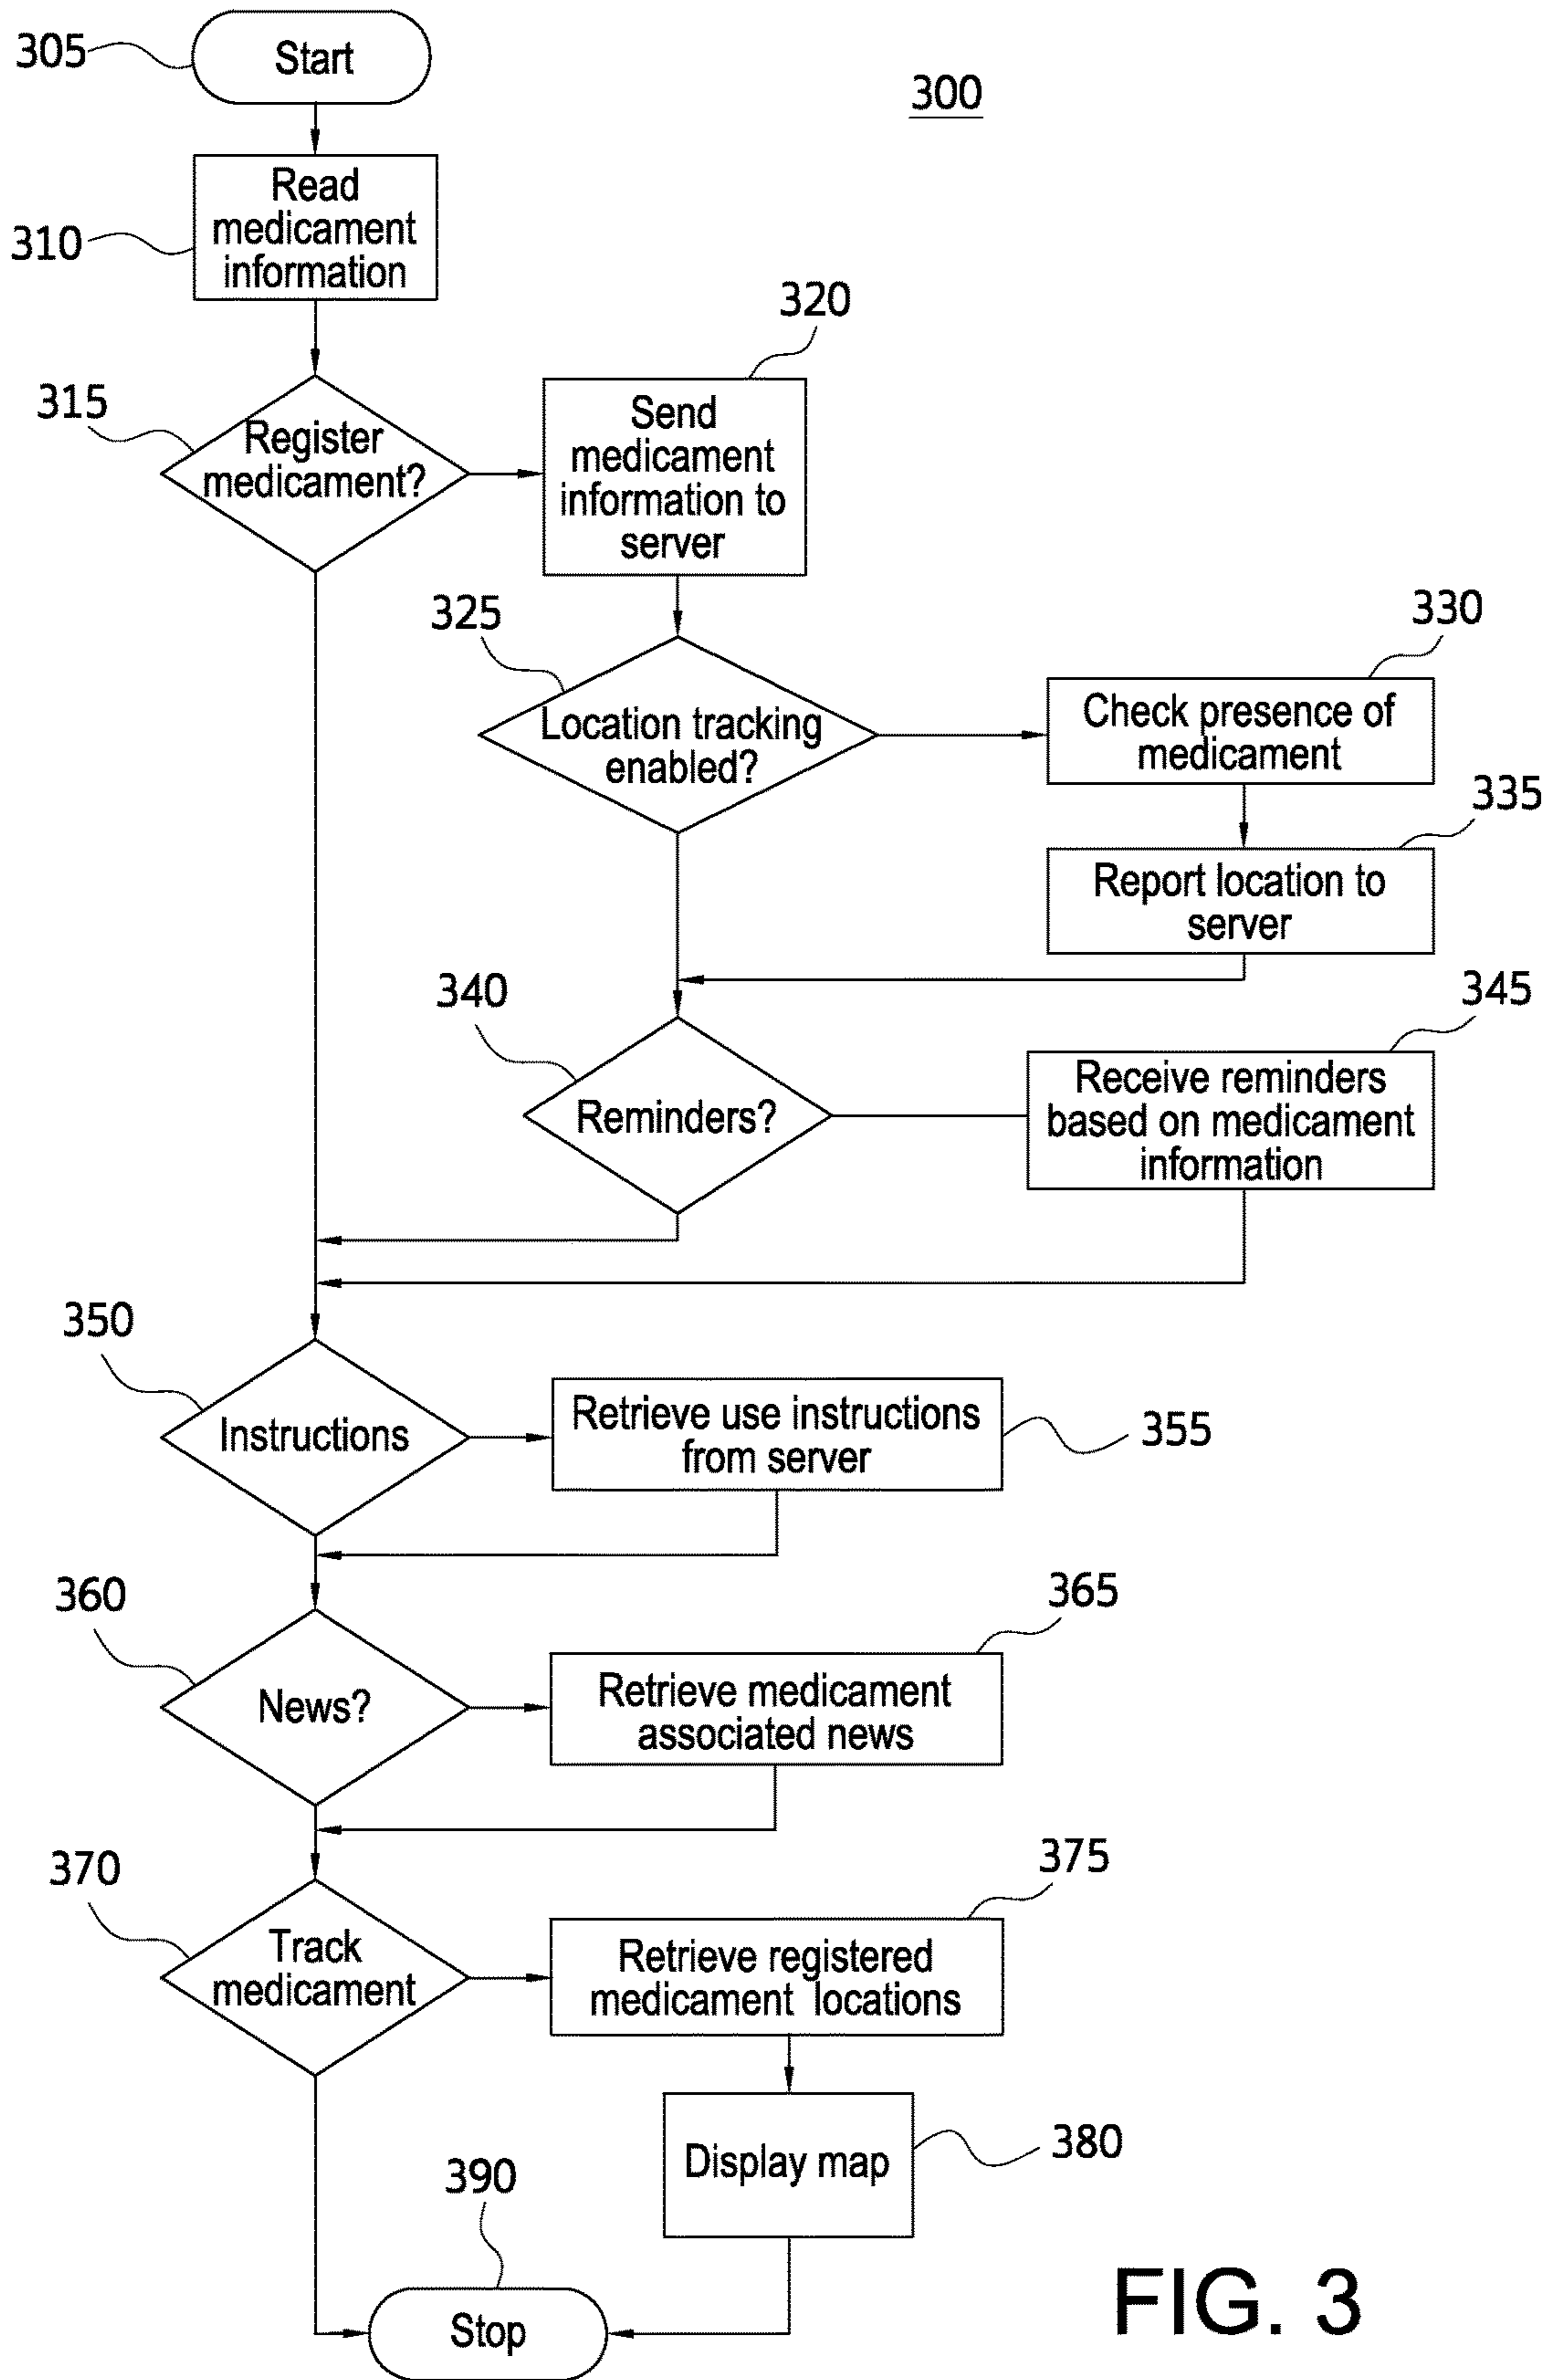 305
Start
300
310
Read
medicament
information
320
315
Register
medicament?
Send
medicament
information to
server
325
330
Location tracking
enabled?
Check presence of
medicament
335
Report location to
server
340
345
Reminders?
Receive reminders
based on medicament
information
350
Instructions
Retrieve use instructions
from server
355
360
365
News?
Retrieve medicament
associated news
370
375
Track
medicament
Retrieve registered
medicament locations
Display map
380
390
Stop
FIG. 3